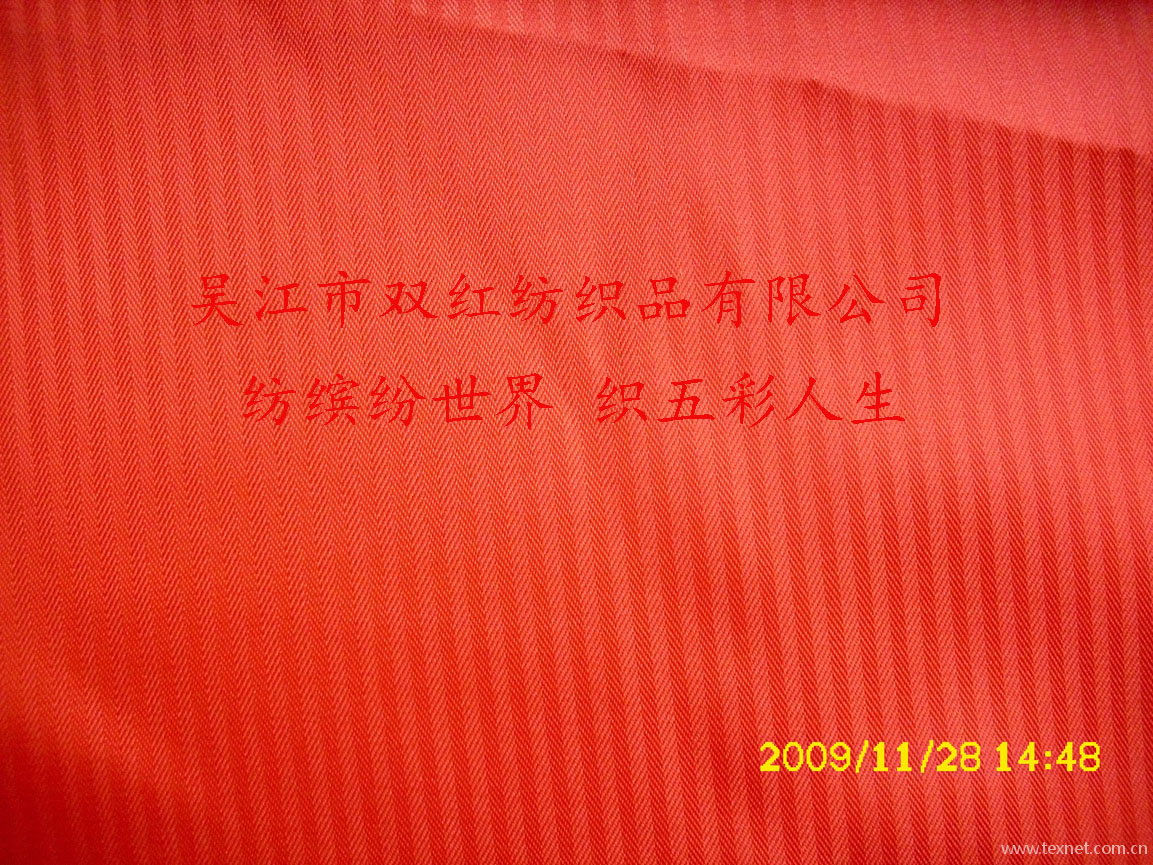 吴江市双红纺织品有限公司
纺缤纷世界 织五彩人生
2009/11/28 14:48
www.texnet.com.cn